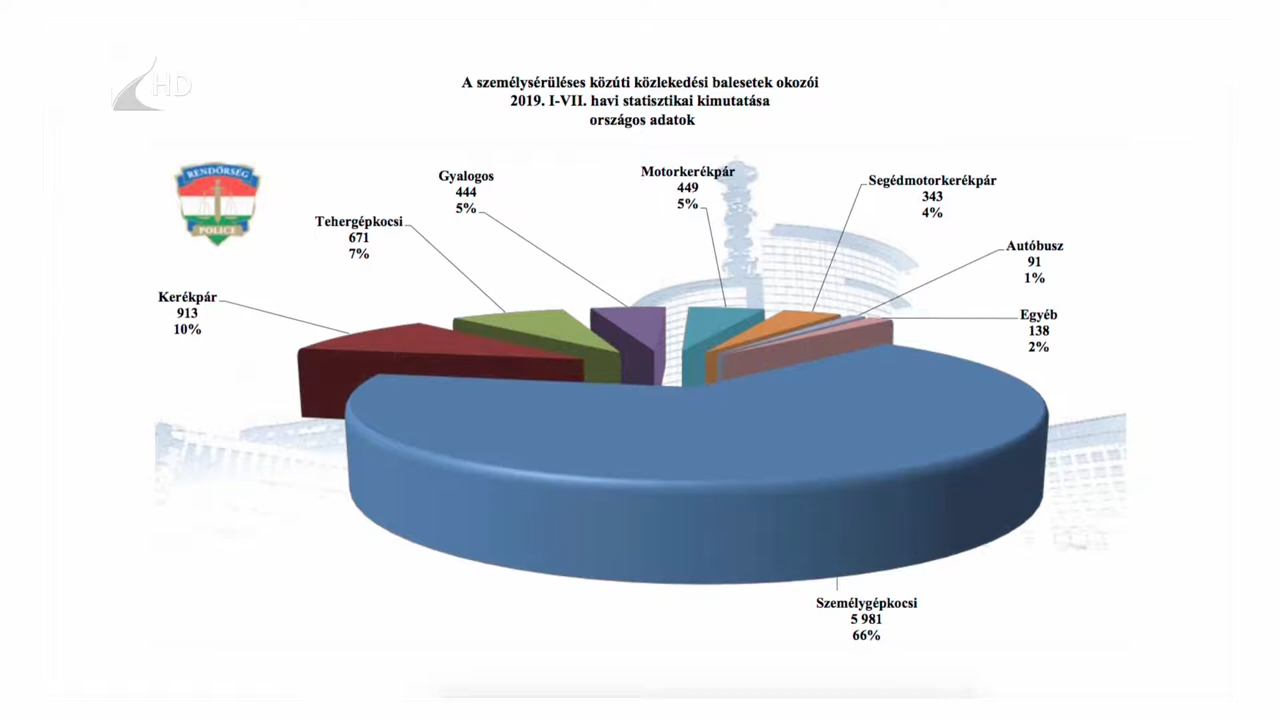 HD
A személysérüléses közúti közlekedési balesetek okozói
2019. I-VII. havi statisztikai kimutatása
országos adatok
RENDŐRSÉG
POLICE
Gyalogos
444
5%
Motorkerékpár
449
5%
Segédmotorkerékpár
343
4%
Tehergépkocsi
671
7%
Autóbusz
91
1%
Kerékpár
913
10%
Egyéb
138
2%
Személygépkocsi
5 981
66%